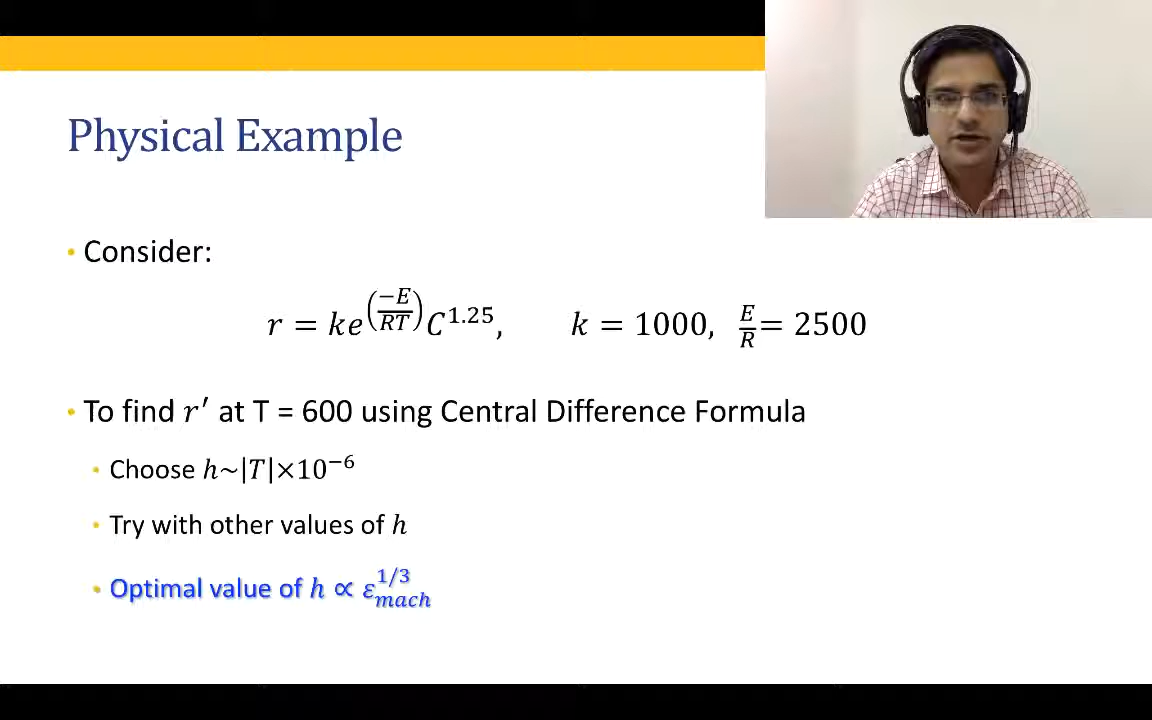 Physical Example
• Consider:
r = ke^(−E/RT) C^1.25, k = 1000, E/R = 2500
• To find r′ at T = 600 using Central Difference Formula
• Choose h~|T|×10^−6
• Try with other values of h
• Optimal value of h ∝ ε_mach^1/3